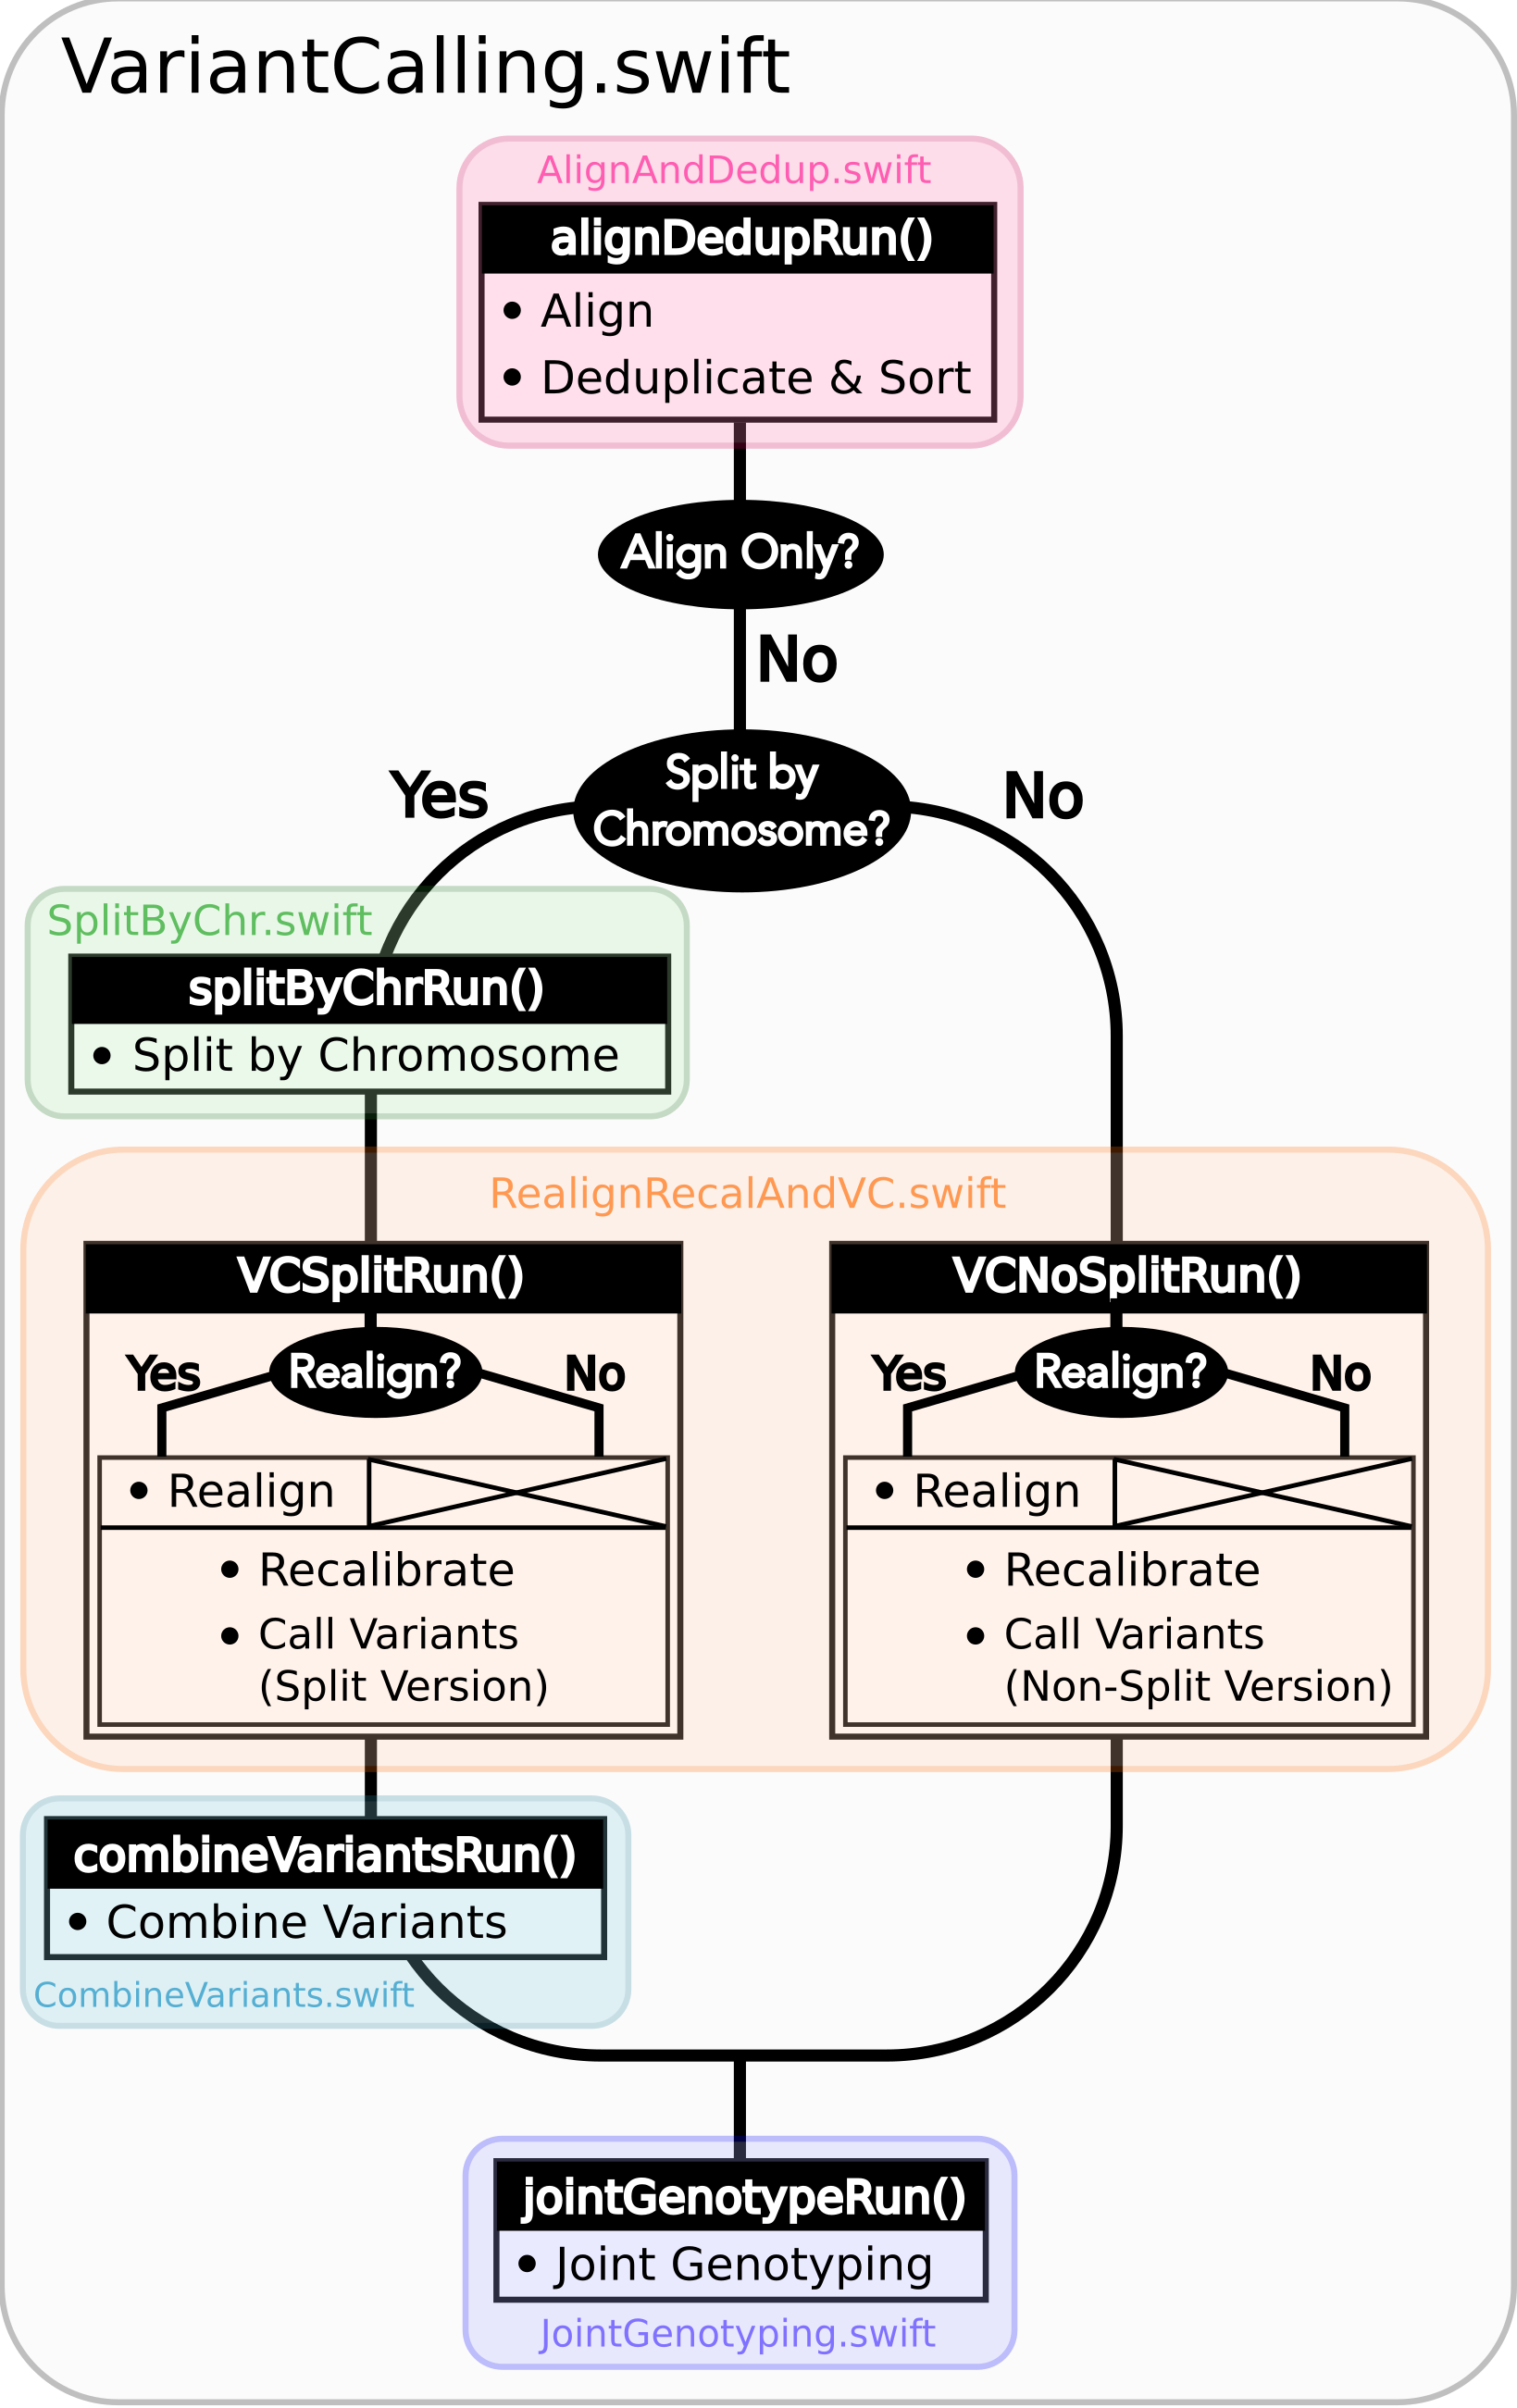 VariantCalling.swift
AlignAndDedup.swift
alignDedupRun()
• Align
• Deduplicate & Sort
Align Only?
No
Split by
Chromosome?
Yes
No
SplitByChr.swift
splitByChrRun()
• Split by Chromosome
RealignRecalAndVC.swift
VCSplitRun()
Realign?
Yes
No
• Realign
• Recalibrate
• Call Variants
(Split Version)
VCNoSplitRun()
Realign?
Yes
No
• Realign
• Recalibrate
• Call Variants
(Non-Split Version)
combineVariantsRun()
• Combine Variants
CombineVariants.swift
jointGenotypeRun()
• Joint Genotyping
JointGenotyping.swift